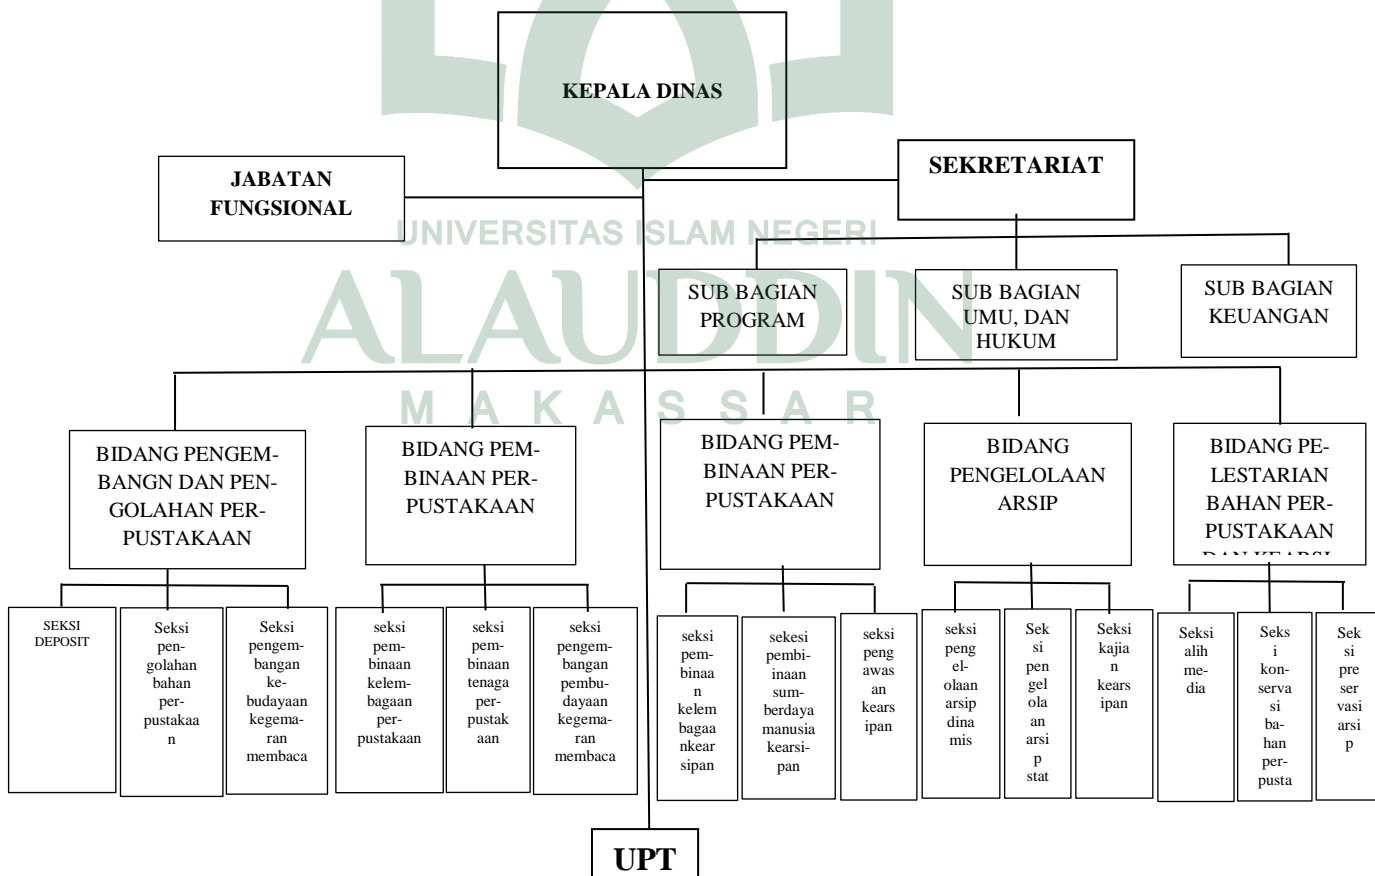 KEPALA DINAS
JABATAN
FUNGSIONAL
SEKRETARIAT
UNIVERSITAS ISLAM NEGERI
ALAUDDIN
MAKASSAR
SUB BAGIAN
PROGRAM
SUB BAGIAN
UMU, DAN
HUKUM
SUB BAGIAN
KEUANGAN
BIDANG PENGEM-
BANGN DAN PEN-
GOLAHAN PER-
PUSTAKAAN
BIDANG PEM-
BINAAN PER-
PUSTAKAAN
BIDANG PEM-
BINAAN PER-
PUSTAKAAN
BIDANG
PENGELOLAAN
ARSIP
BIDANG PE-
LESTARIAN
BAHAN PER-
PUSTAKAAN
DAN KEARSI-
SEKSI
DEPOSIT
Seksi
pen-
golahan
bahan
per-
pustakaa
n
Seksi
pengem-
bangan
ke-
budayaan
kegema-
ran
membaca
seksi
pem-
binaan
kelem-
bagaan
per-
pustakaan
seksi
pem-
binaan
tenaga
per-
pustak
aan
seksi
pengem-
bangan
pembu-
dayaan
kegema-
ran
membaca
seksi
pem-
binaa
n
kelem
bagaa
nkear
sipan
sekesi
pembi-
inaan
sum-
berdaya
manusia
kearsi-
pan
seksi
peng
awas
an
kears
ipan
seksi
peng
el-
olaan
arsip
dina
mis
Sek
si
pen
gel
ola
an
arsi
p
stat
Seksi
kajia
n
kears
ipan
Seksi
alih
me-
dia
Seks
i
kon-
serva
si
ba-
han
per-
pusta
Sek
si
pre
ser
vasi
arsi
p
UPT